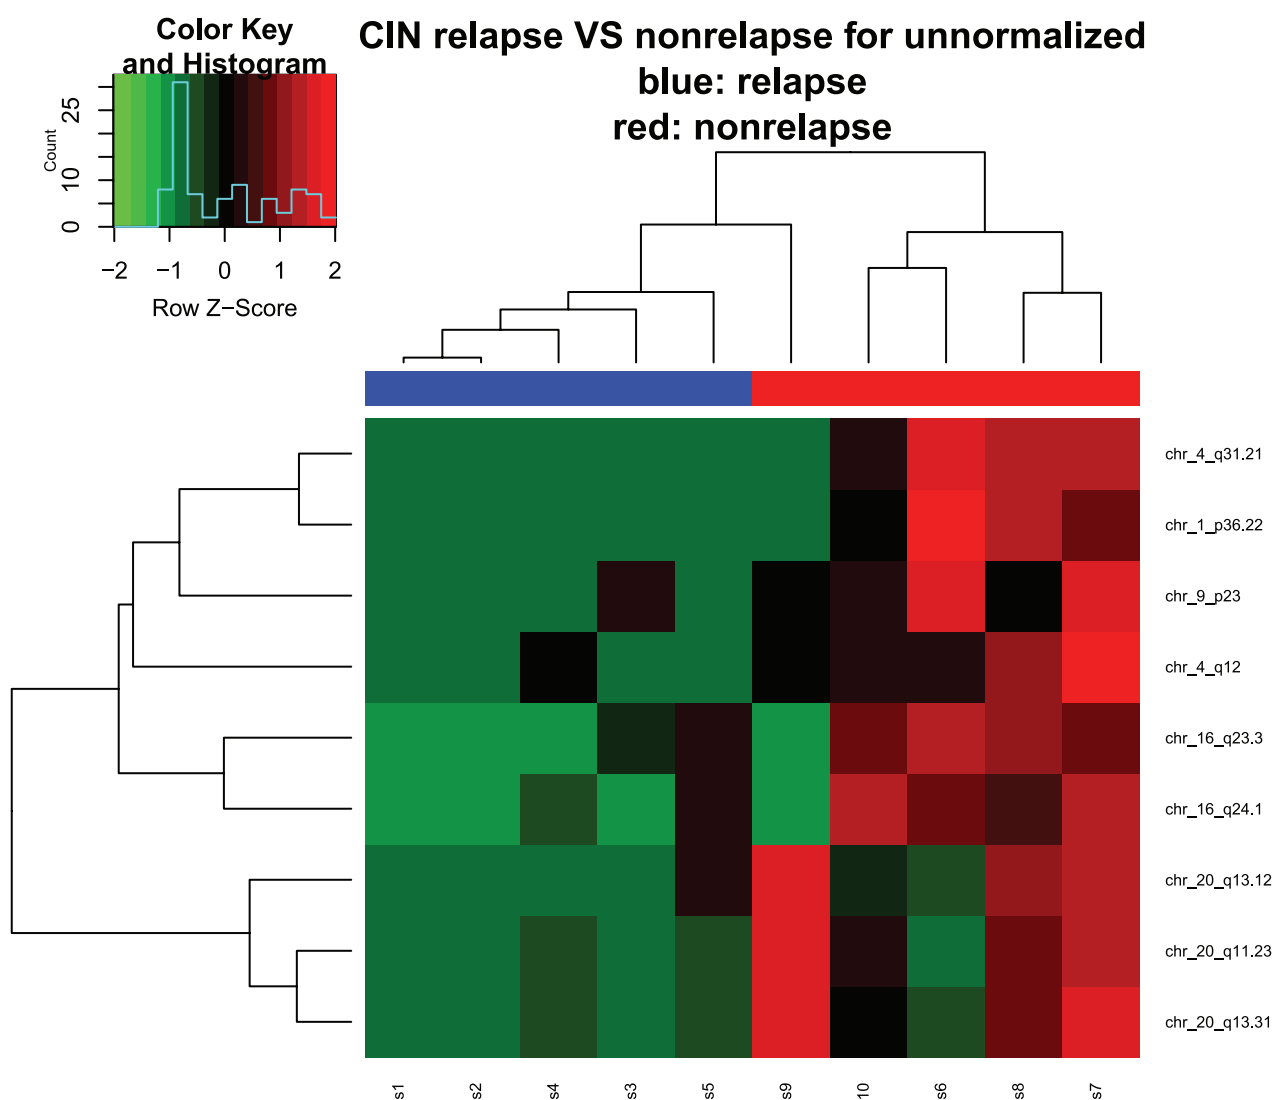 Color Key
and Histogram
CIN relapse VS nonrelapse for unnormalized
blue: relapse
red: nonrelapse
Count
0 10 25
−2 −1 0 1 2
Row Z−Score
chr_4_q31.21
chr_1_p36.22
chr_9_p23
chr_4_q12
chr_16_q23.3
chr_16_q24.1
chr_20_q13.12
chr_20_q11.23
chr_20_q13.31
s1 s2 s4 s3 s5 s9 10 s6 s8 s7